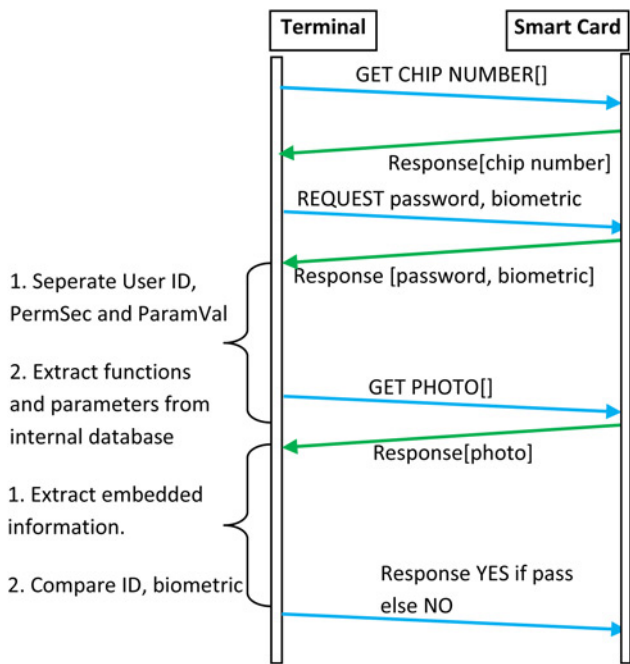 Terminal
Smart Card
GET CHIP NUMBER[]
Response[chip number]
REQUEST password, biometric
Response [password, biometric]
1. Seperate User ID,
PermSec and ParamVal
2. Extract functions
and parameters from
internal database
GET PHOTO[]
Response[photo]
1. Extract embedded
information.
2. Compare ID, biometric
Response YES if pass
else NO